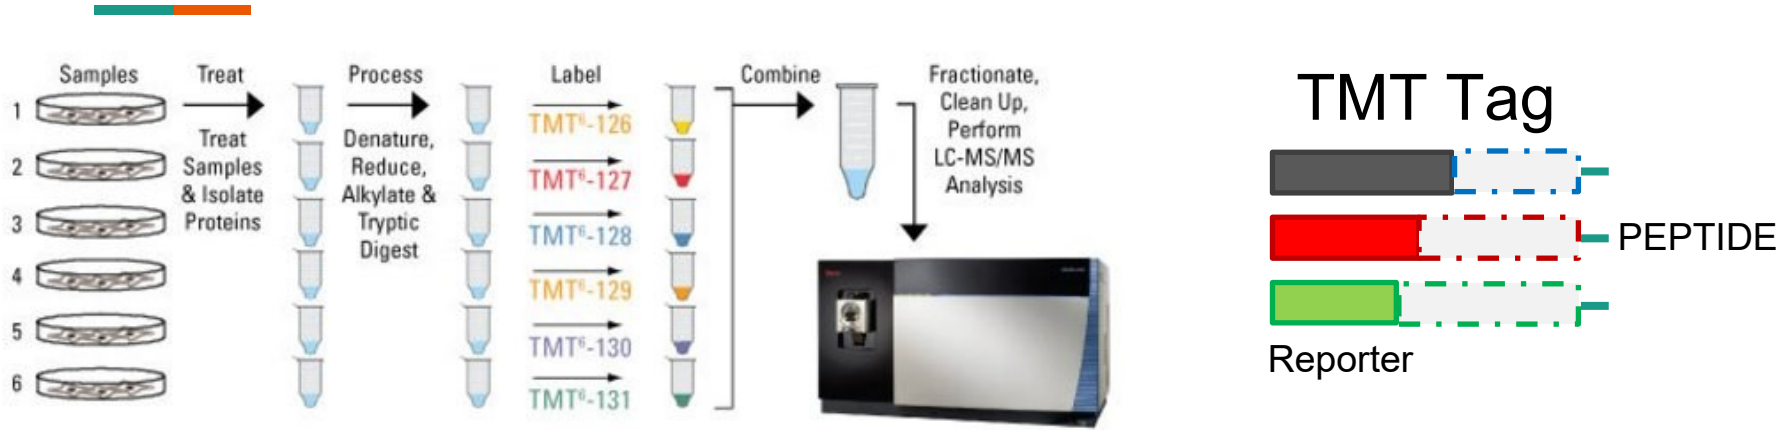 Samples
1
2
3
4
5
6
Treat
Treat
Samples
& Isolate
Proteins
Process
Denature,
Reduce,
Alkylate &
Tryptic
Digest
Label
TMT⁶-126
TMT⁶-127
TMT⁶-128
TMT⁶-129
TMT⁶-130
TMT⁶-131
Combine
Fractionate,
Clean Up,
Perform
LC-MS/MS
Analysis
TMT Tag
PEPTIDE
Reporter